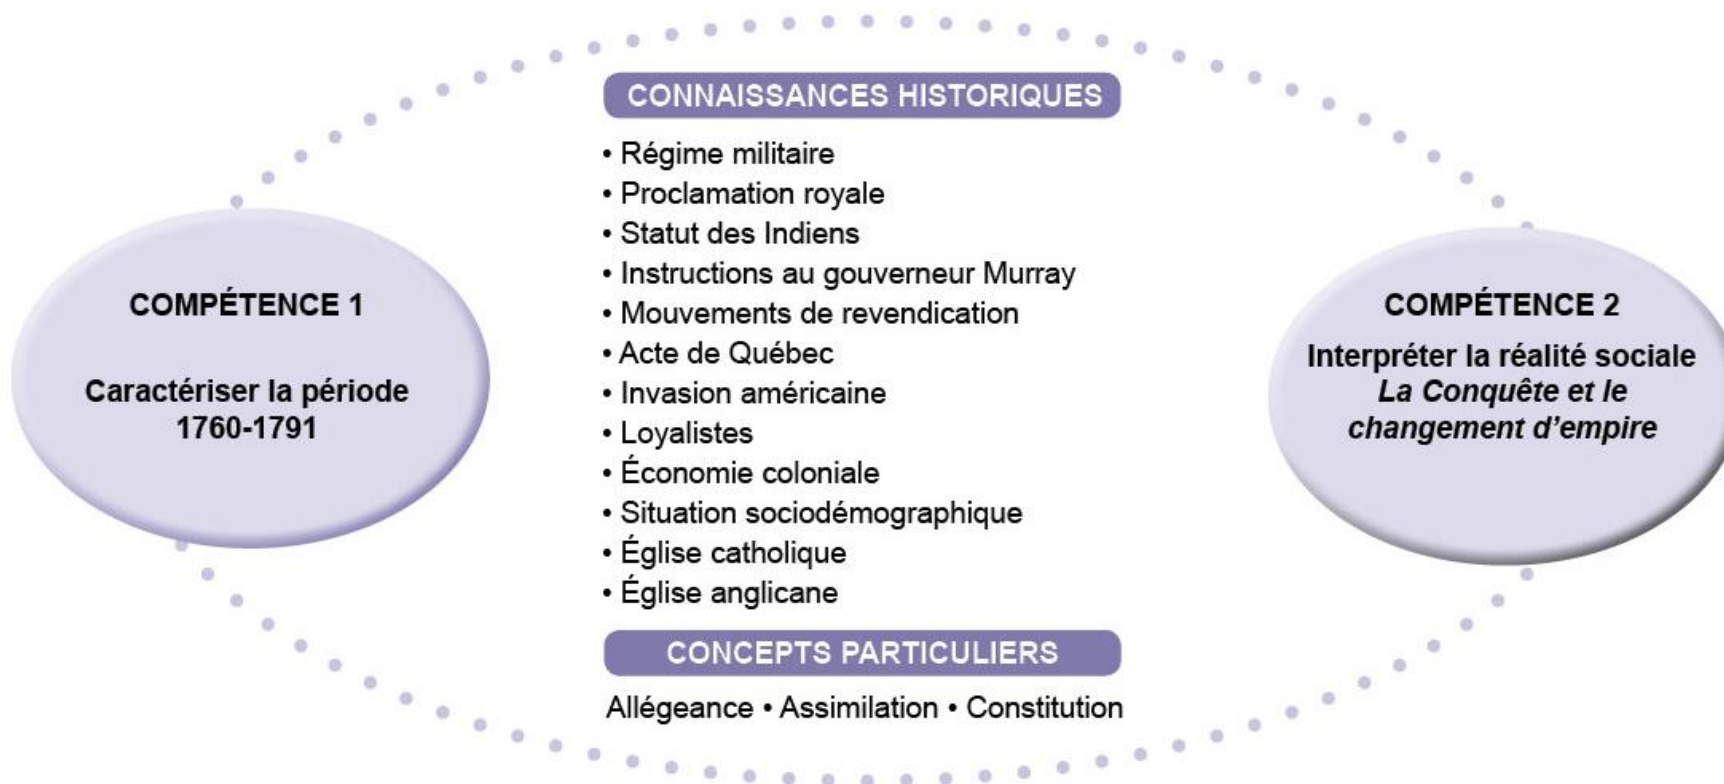 COMPÉTENCE 1
Caractériser la période
1760-1791
CONNAISSANCES HISTORIQUES
• Régime militaire
• Proclamation royale
• Statut des Indiens
• Instructions au gouverneur Murray
• Mouvements de revendication
• Acte de Québec
• Invasion américaine
• Loyalistes
• Économie coloniale
• Situation sociodémographique
• Église catholique
• Église anglicane
CONCEPTS PARTICULIERS
Allégeance • Assimilation • Constitution
COMPÉTENCE 2
Interpréter la réalité sociale
La Conquête et le
changement d’empire